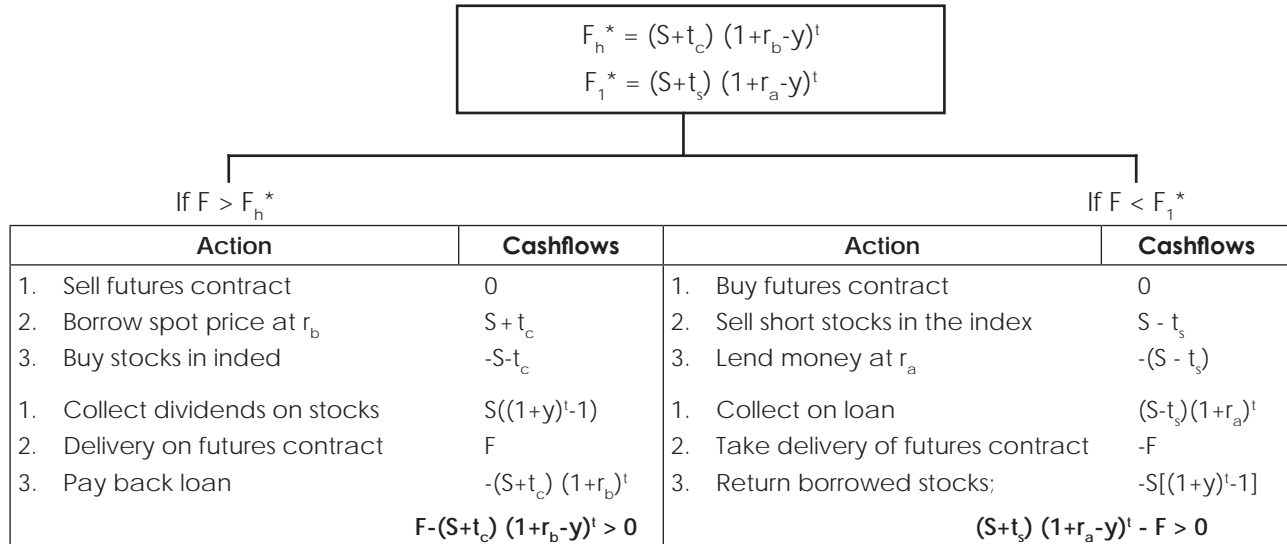 F_h* = (S+t_c) (1+r_b-y)^t
F_1* = (S+t_s) (1+r_a-y)^t
If F > F_h*
If F < F_1*
Action Cashflows Action Cashflows
1. Sell futures contract 0 1. Buy futures contract 0
2. Borrow spot price at r_b S + t_c 2. Sell short stocks in the index S - t_s
3. Buy stocks in inded -S-t_c 3. Lend money at r_a -(S - t_s)
1. Collect dividends on stocks S((1+y)^t-1) 1. Collect on loan (S-t_s)(1+r_a)^t
2. Delivery on futures contract F 2. Take delivery of futures contract -F
3. Pay back loan -(S+t_c) (1+r_b)^t 3. Return borrowed stocks; -S[(1+y)^t-1]
F-(S+t_c) (1+r_b-y)^t > 0 (S+t_s) (1+r_a-y)^t - F > 0